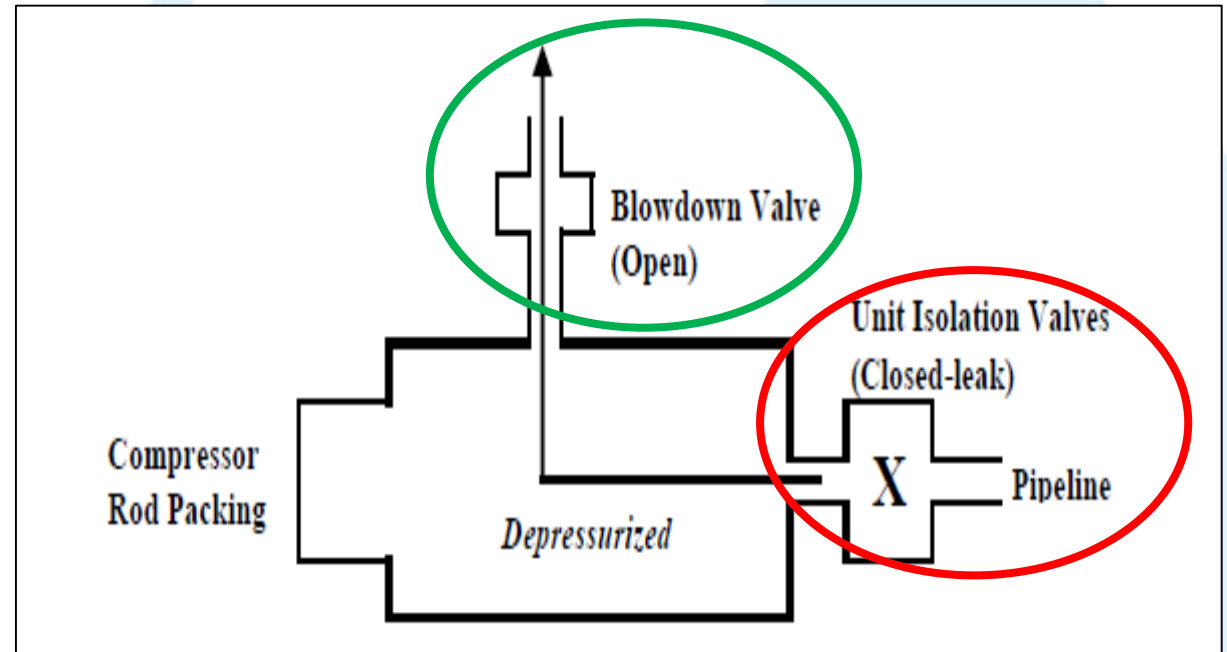 Blowdown Valve
(Open)
Unit Isolation Valves
(Closed-leak)
Compressor
Rod Packing
X
Pipeline
Depressurized